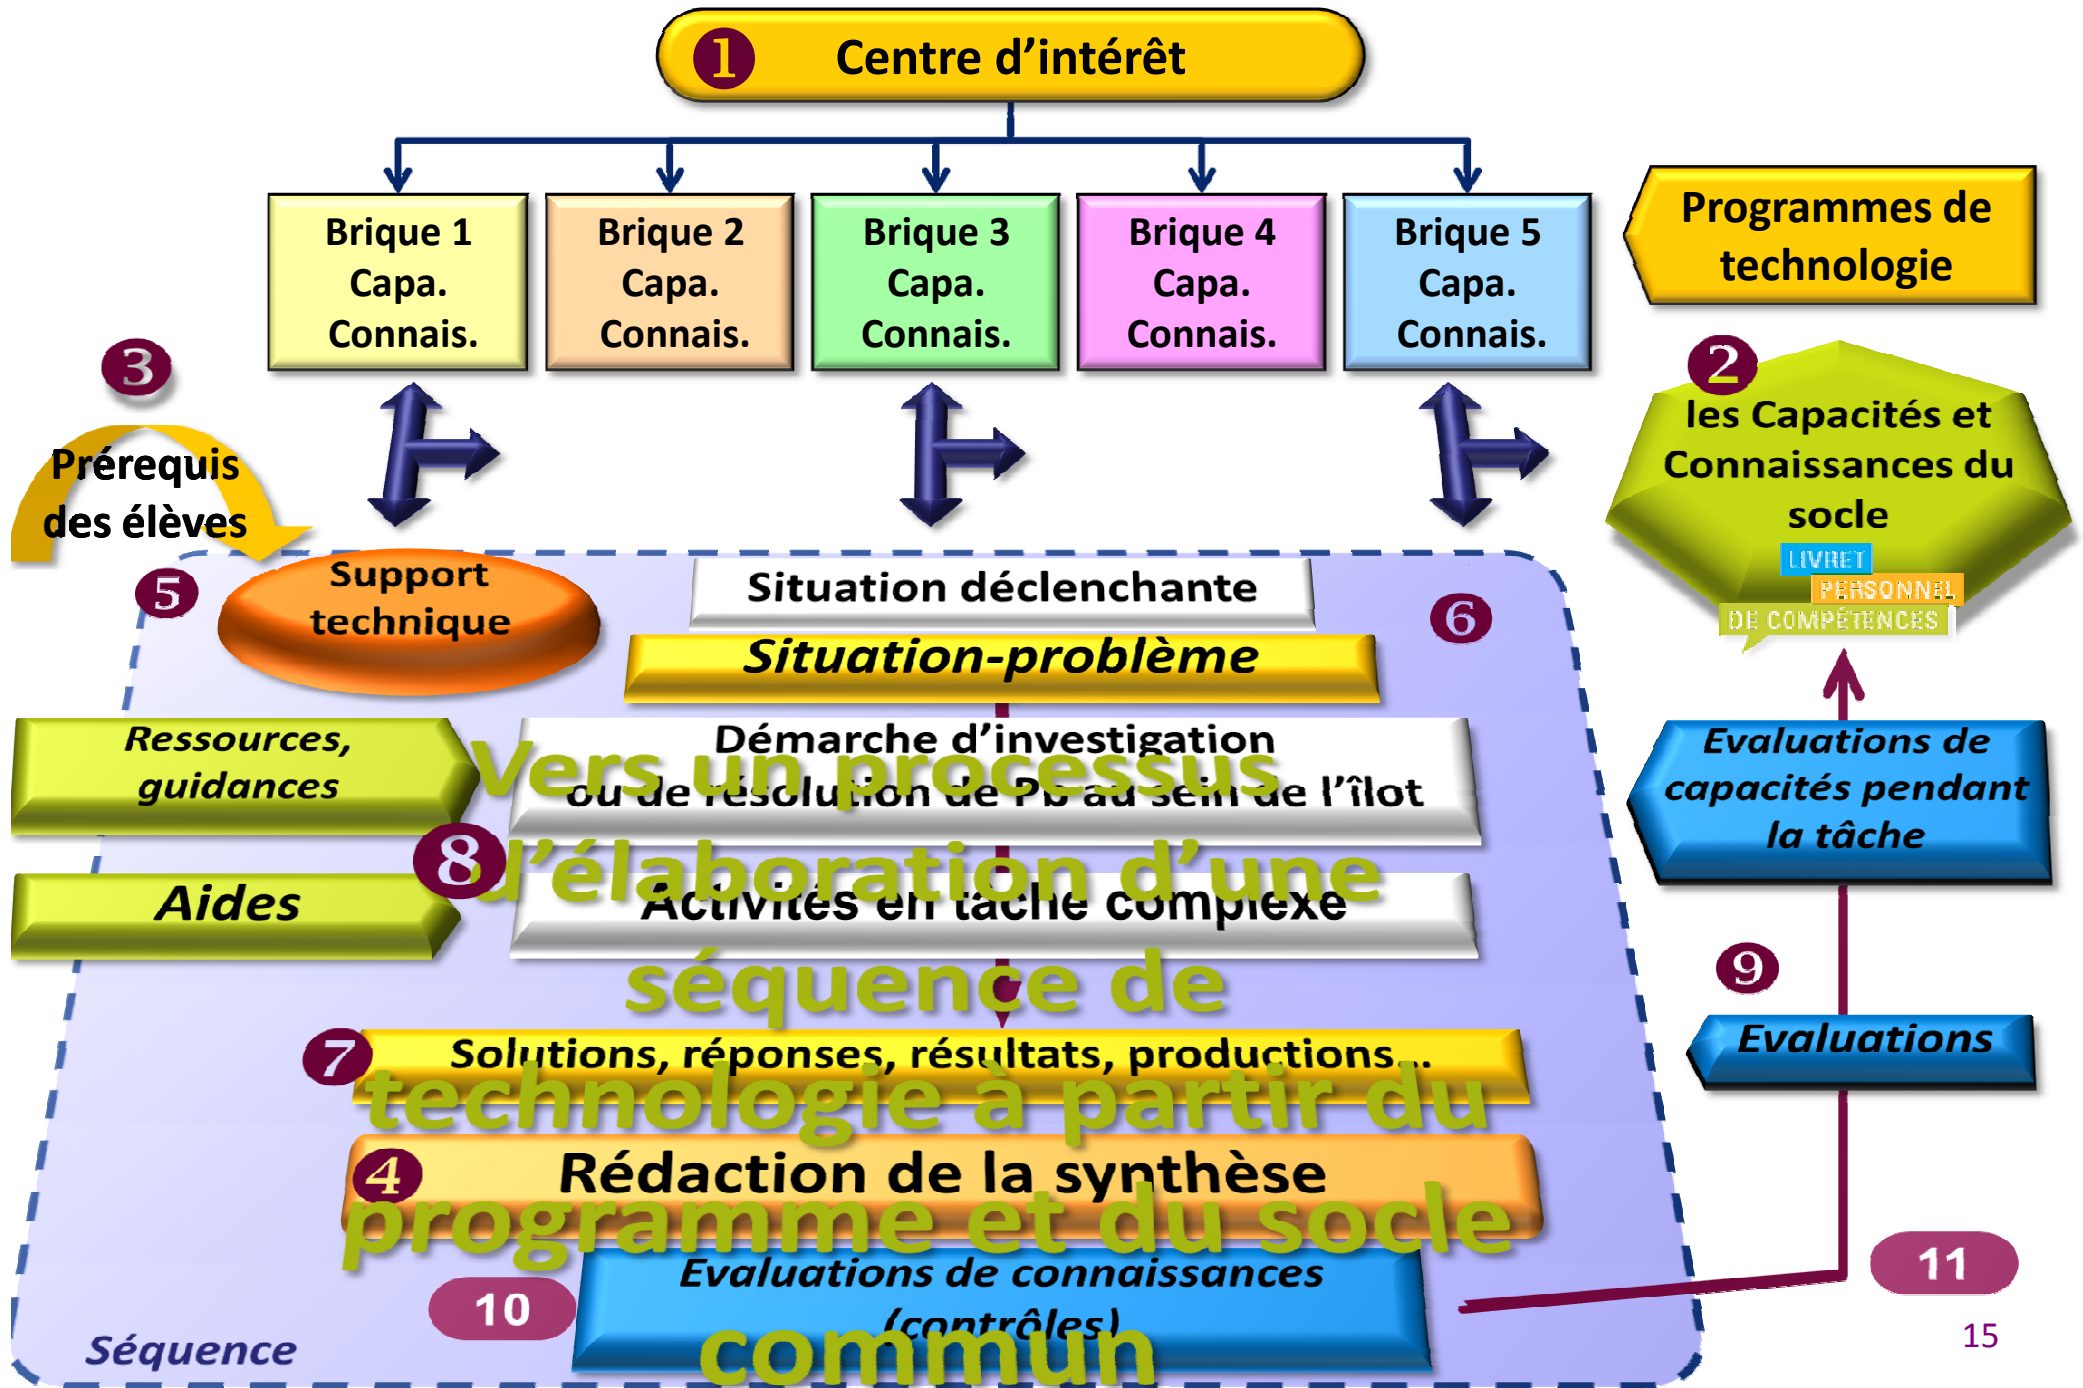 1 Centre d’intérêt
Brique 1
Capa.
Connais.
Brique 2
Capa.
Connais.
Brique 3
Capa.
Connais.
Brique 4
Capa.
Connais.
Brique 5
Capa.
Connais.
Programmes de
technologie
2
les Capacités et
Connaissances du
socle
LIVRET
PERSONNEL
DE COMPÉTENCES
3
Prérequis
des élèves
5
Support
technique
Situation déclenchante
6
Situation-problème
Ressources,
guidances
Démarche d’investigation
ou de résolution de Pb au sein de l’îlot
8
Aides
Activités en tâche complexe
Evaluations de
capacités pendant
la tâche
9
Evaluations
7
Solutions, réponses, résultats, productions...
4
Rédaction de la synthèse
10
Evaluations de connaissances
(contrôles)
11
Séquence
Vers un processus
d’élaboration d’une
séquence de
technologie à partir du
programme et du socle
commun
15